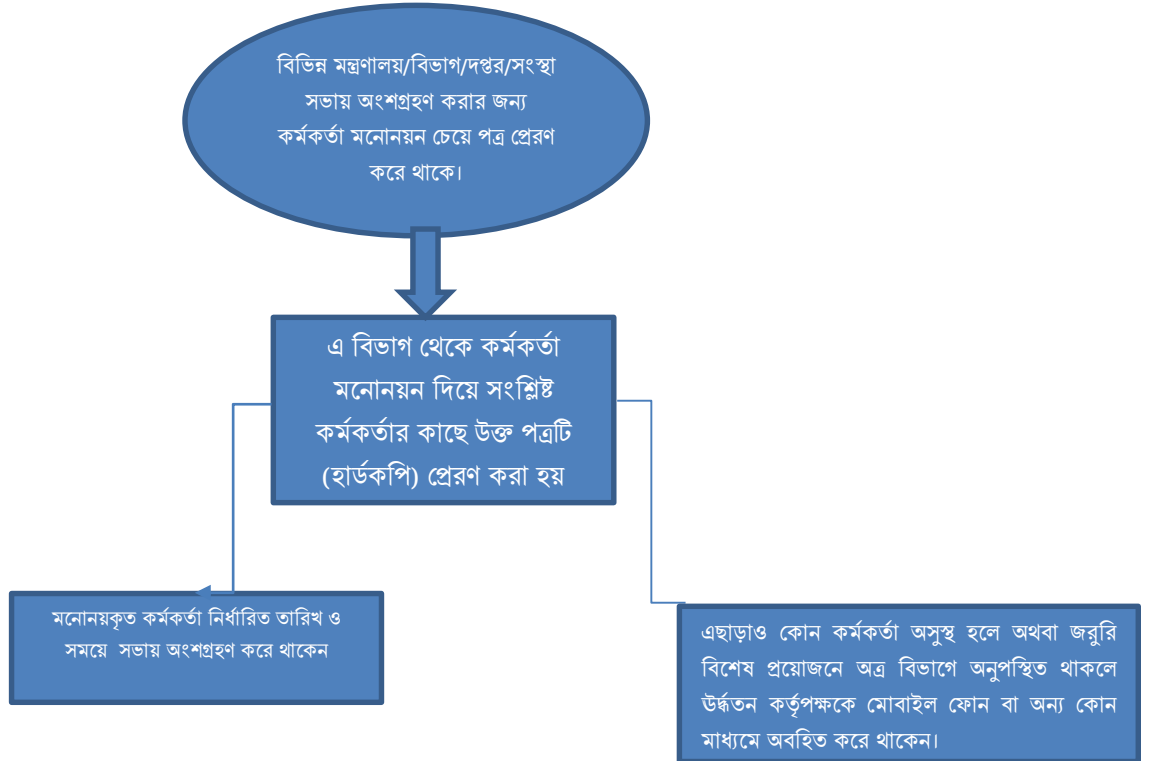 বিভিন্ন মন্ত্রণালয়/বিভাগ/দপ্তর/সংস্থা
সভায় অংশগ্রহণ করার জন্য
কর্মকর্তা মনোনয়ন চেয়ে পত্র প্রেরণ
করে থাকে।
এ বিভাগ থেকে কর্মকর্তা
মনোনয়ন দিয়ে সংশ্লিষ্ট
কর্মকর্তার কাছে উক্ত পত্রটি
(হার্ডকপি) প্রেরণ করা হয়
মনোনয়কৃত কর্মকর্তা নির্ধারিত তারিখ ও
সময়ে সভায় অংশগ্রহণ করে থাকেন
এছাড়াও কোন কর্মকর্তা অসুস্থ হলে অথবা জরুরি
বিশেষ প্রয়োজনে অত্র বিভাগে অনুপস্থিত থাকলে
ঊর্দ্ধতন কর্তৃপক্ষকে মোবাইল ফোন বা অন্য কোন
মাধ্যমে অবহিত করে থাকেন।